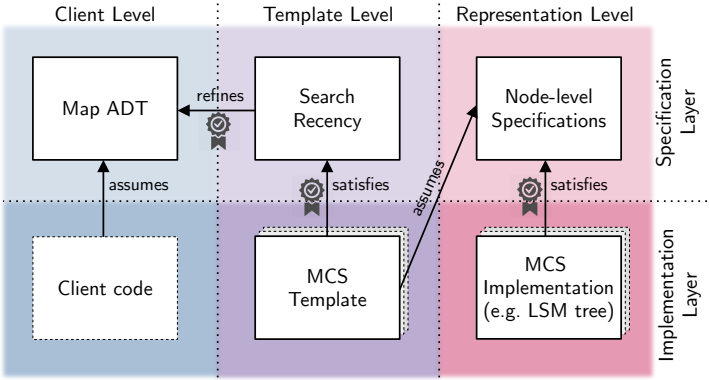 Client Level
Template Level
Representation Level
Map ADT
refines
Search
Recency
Node-level
Specifications
Specification
Layer
assumes
satisfies
assumes
satisfies
Client code
MCS
Template
MCS
Implementation
(e.g. LSM tree)
Implementation
Layer